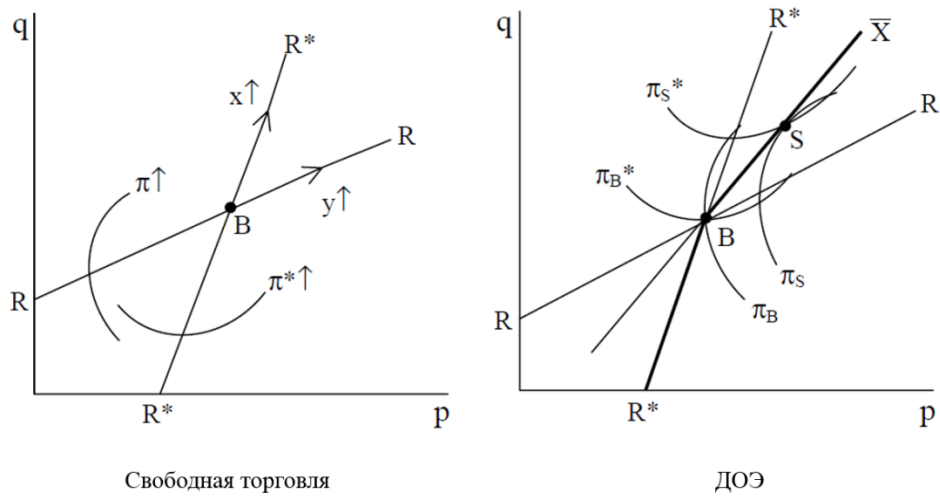 q
R*
x↑
R
π↑
y↑
B
π*↑
R
R*
p
Свободная торговля
q
R*
X̅
πS*
R
S
πB*
B
πS
R
πB
R*
p
ДОЭ